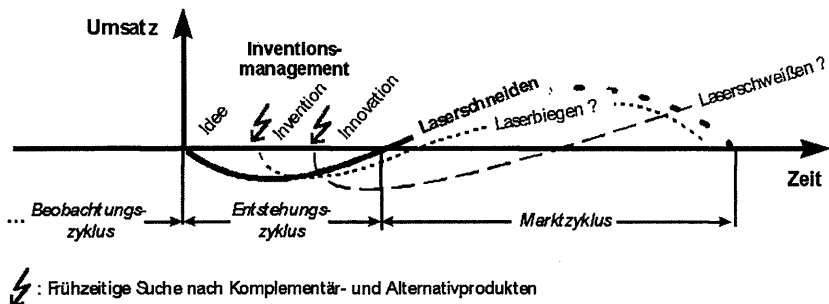 Umsatz
Inventions-
management
Idee
Invention
Innovation
Laserschneiden
Laserbiegen ?
Laserschweißen ?
Zeit
... Beobachtungs-
zyklus
Entstehungs-
zyklus
Marktzyklus
: Frühzeitige Suche nach Komplementär- und Alternativprodukten